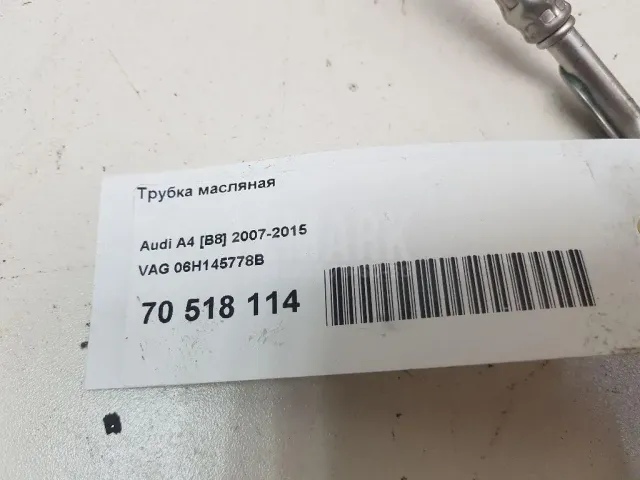 Трубка масляная
Audi A4 [B8] 2007-2015
VAG 06H145778B
70 518 114